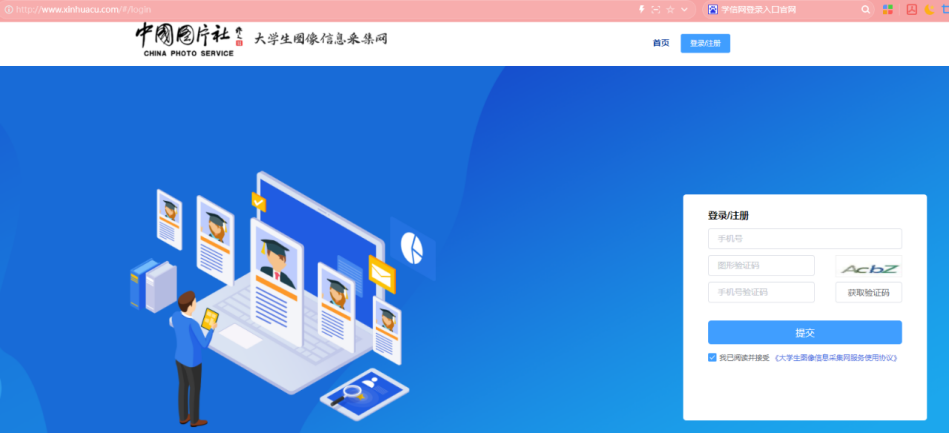 http://www.xinhuacu.com/#/login
学信网登录入口官网
中国图片社
CHINA PHOTO SERVICE
大学生图像信息采集网
首页
登录/注册
登录/注册
手机号
图形验证码
AcbZ
手机号验证码
获取验证码
提交
我已阅读并接受 《大学生图像信息采集网服务使用协议》